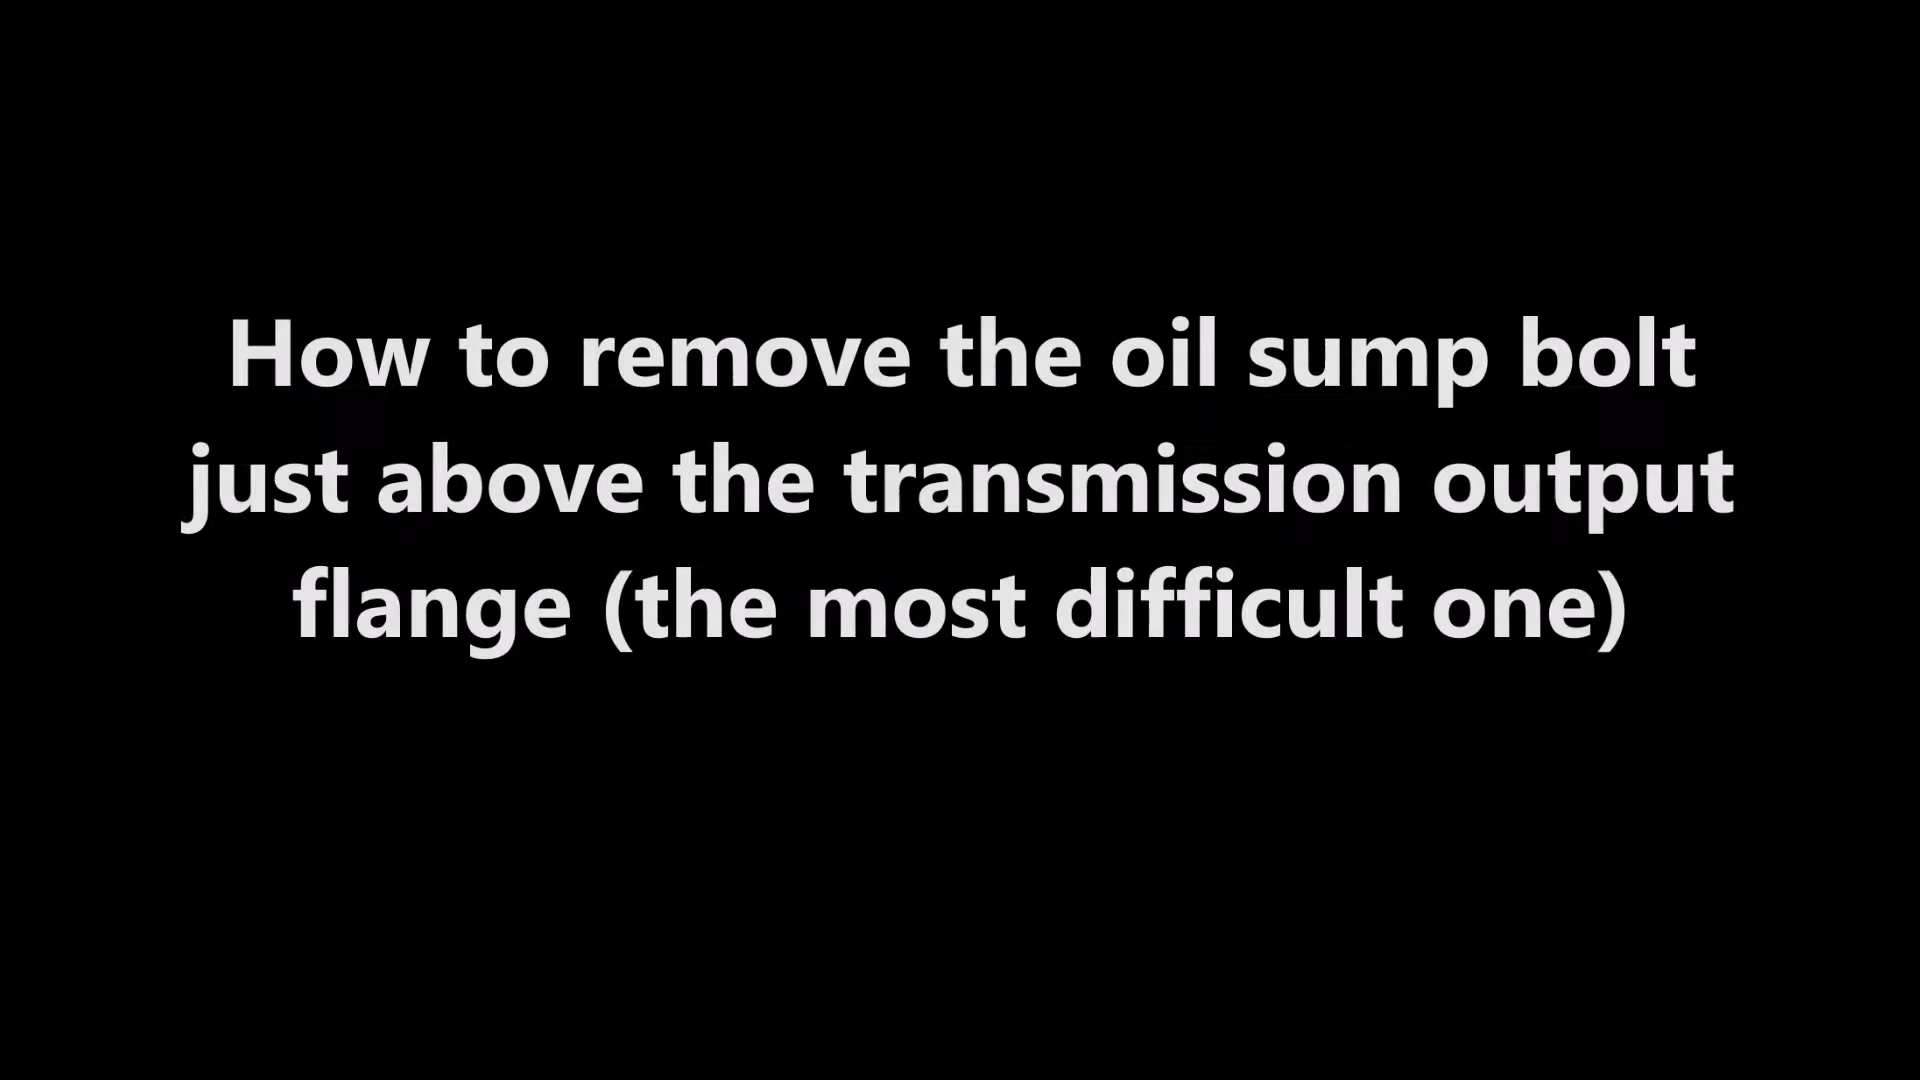 How to remove the oil sump bolt
just above the transmission output
flange (the most difficult one)